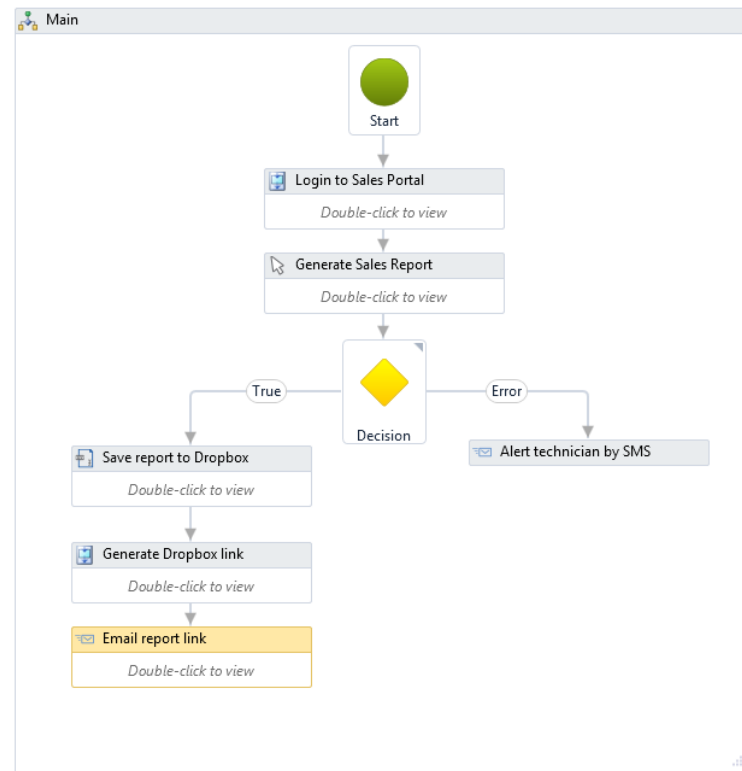 Main
Start
Login to Sales Portal
Double-click to view
Generate Sales Report
Double-click to view
True
Error
Decision
Save report to Dropbox
Double-click to view
Alert technician by SMS
Generate Dropbox link
Double-click to view
Email report link
Double-click to view